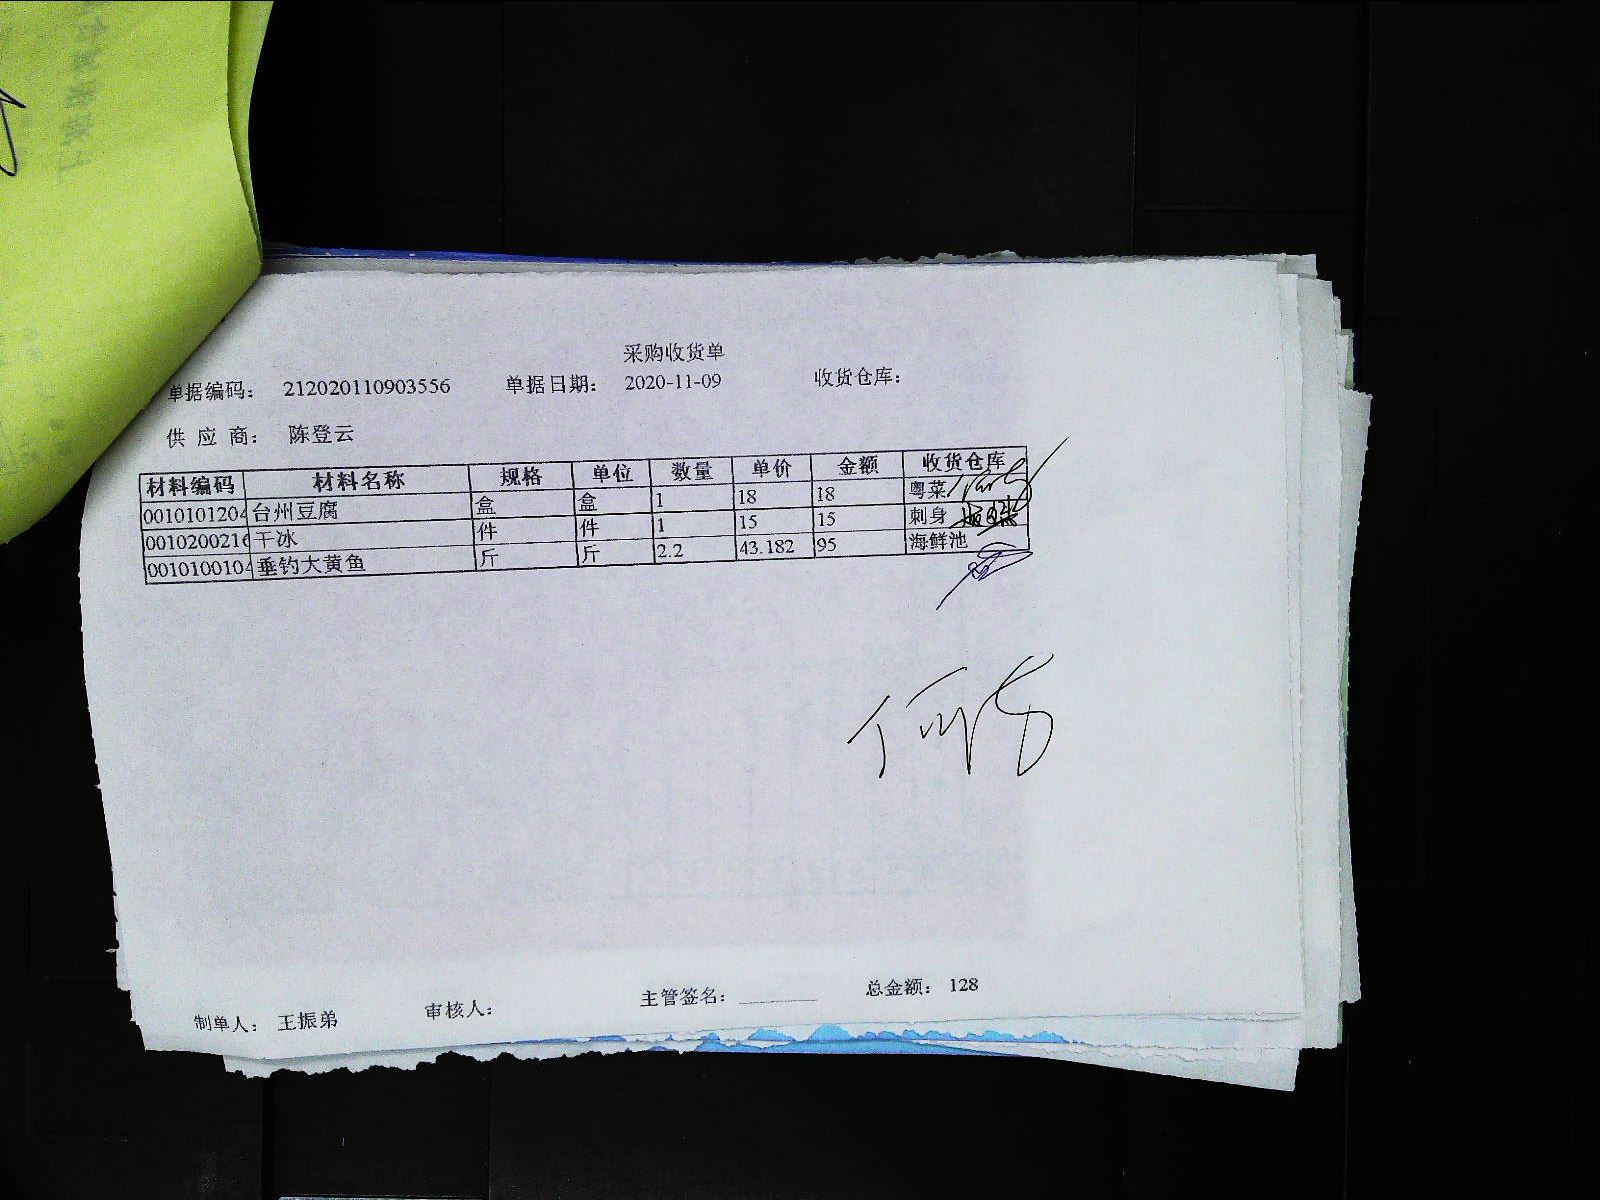 采购收货单
单据编码： 212020110903556 单据日期： 2020-11-09 收货仓库：
供 应 商： 陈登云
材料编码 材料名称 规格 单位 数量 单价 金额 收货仓库
0010101204 台州豆腐 盒 盒 1 18 18 粤菜
0010200216 干冰 件 件 1 15 15 刺身
0010100104 垂钓大黄鱼 斤 斤 2.2 43.182 95 海鲜池
制单人： 王振弟 审核人： 主管签名： 总金额： 128